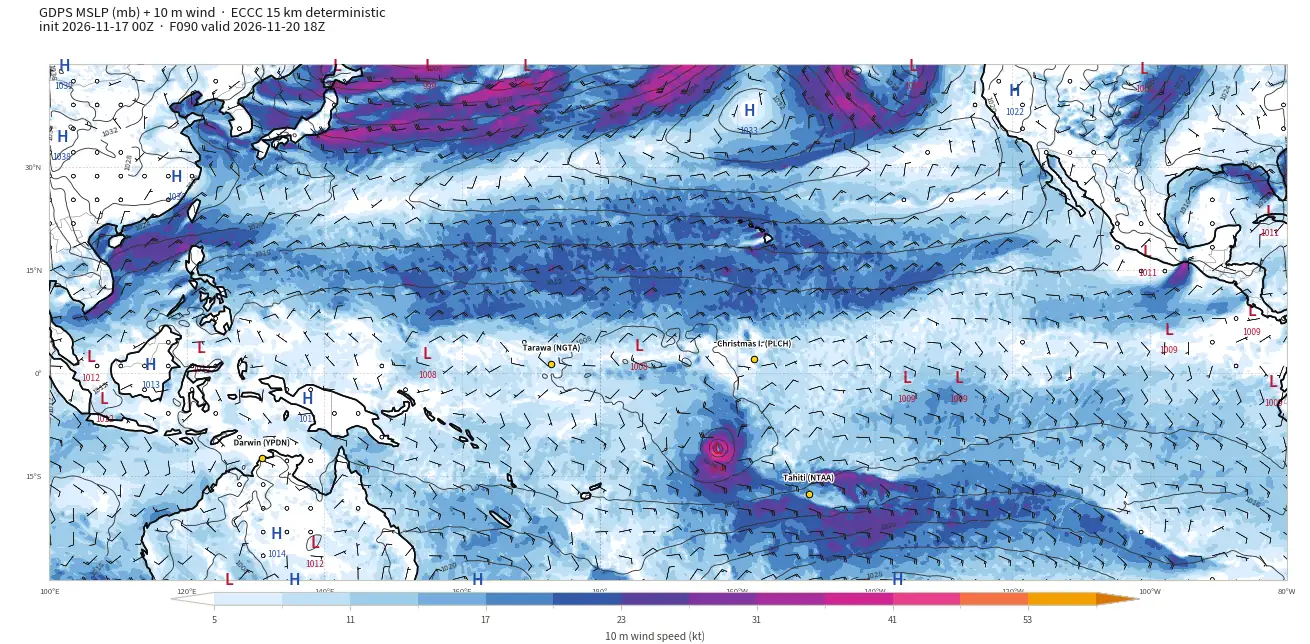 GDPS MSLP (mb) + 10 m wind · ECCC 15 km deterministic
init 2026-11-17 00Z · F090 valid 2026-11-20 18Z
H
L
L
L
L
L
H
H
1022
H
1033
H
H
L
1011
L
1011
L
1009
L
1009
L
1012
L
H
1013
L
1008
L
1008
Tarawa (NGTA)
Christmas I. (PLCH)
L
1009
L
1009
L
L
H
Darwin (YPDN)
Tahiti (NTAA)
H
1014
L
1012
L
H
H
H
30°N
15°N
0°
15°S
100°E
120°E
140°E
160°E
180°
160°W
140°W
120°W
100°W
80°W
5 11 17 23 31 41 53
10 m wind speed (kt)